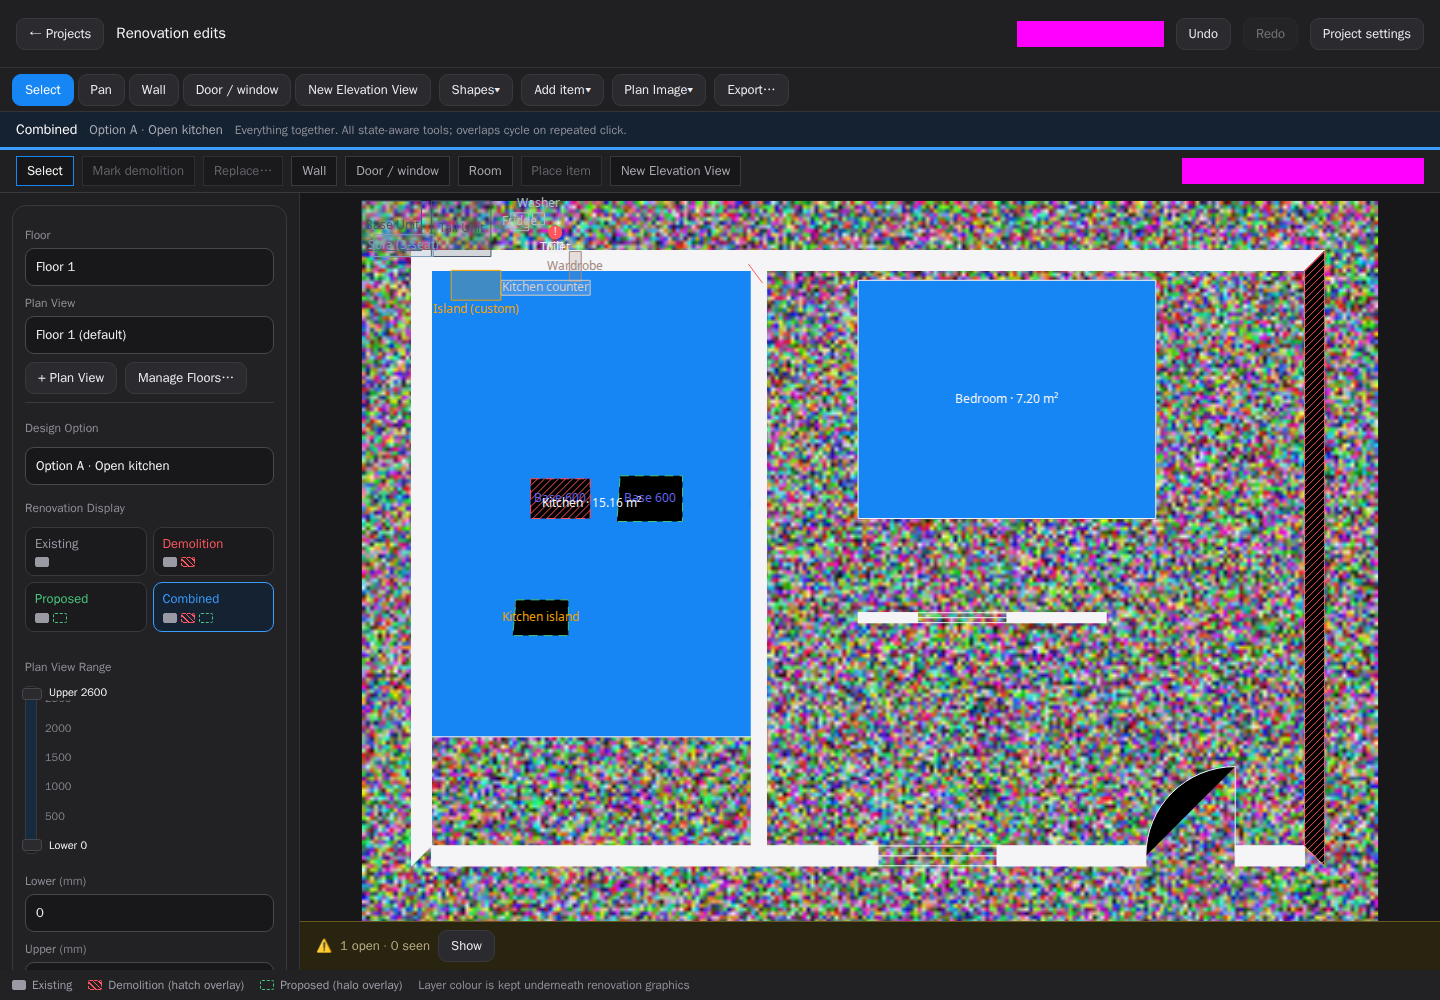 ← Projects
Renovation edits
Undo
Redo
Project settings
Select
Pan
Wall
Door / window
New Elevation View
Shapes▾
Add item▾
Plan Image▾
Export⋯
Combined
Option A · Open kitchen
Everything together. All state-aware tools; overlaps cycle on repeated click.
Select
Mark demolition
Replace⋯
Wall
Door / window
Room
Place item
New Elevation View
Floor
Floor 1
Plan View
Floor 1 (default)
+ Plan View
Manage Floors⋯
Design Option
Option A · Open kitchen
Renovation Display
Existing
Demolition
Proposed
Combined
Plan View Range
Upper 2600
2000
1500
1000
500
Lower 0
Lower (mm)
0
Upper (mm)
Washer
Base Unit
Fridge
Toilet
Wardrobe
Kitchen counter
Island (custom)
Bedroom · 7.20 m²
Base 600
Base 600
Kitchen · 15.16 m²
Kitchen island
⚠️ 1 open · 0 seen
Show
Existing
Demolition (hatch overlay)
Proposed (halo overlay)
Layer colour is kept underneath renovation graphics